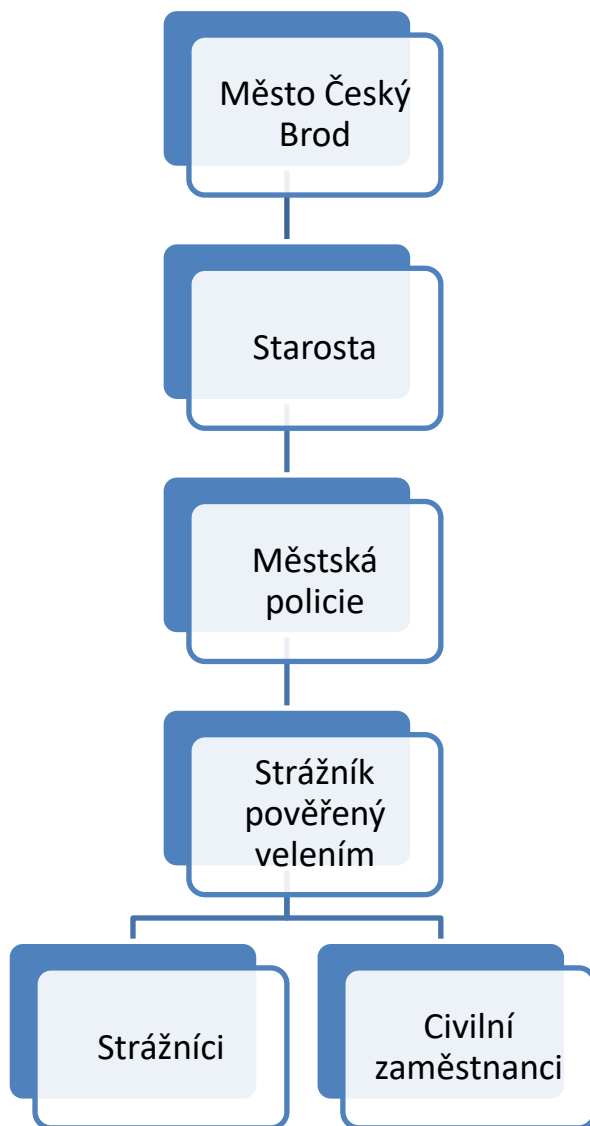 Město Český
Brod
Starosta
Městská
policie
Strážník
pověřený
velením
Strážníci
Civilní
zaměstnanci